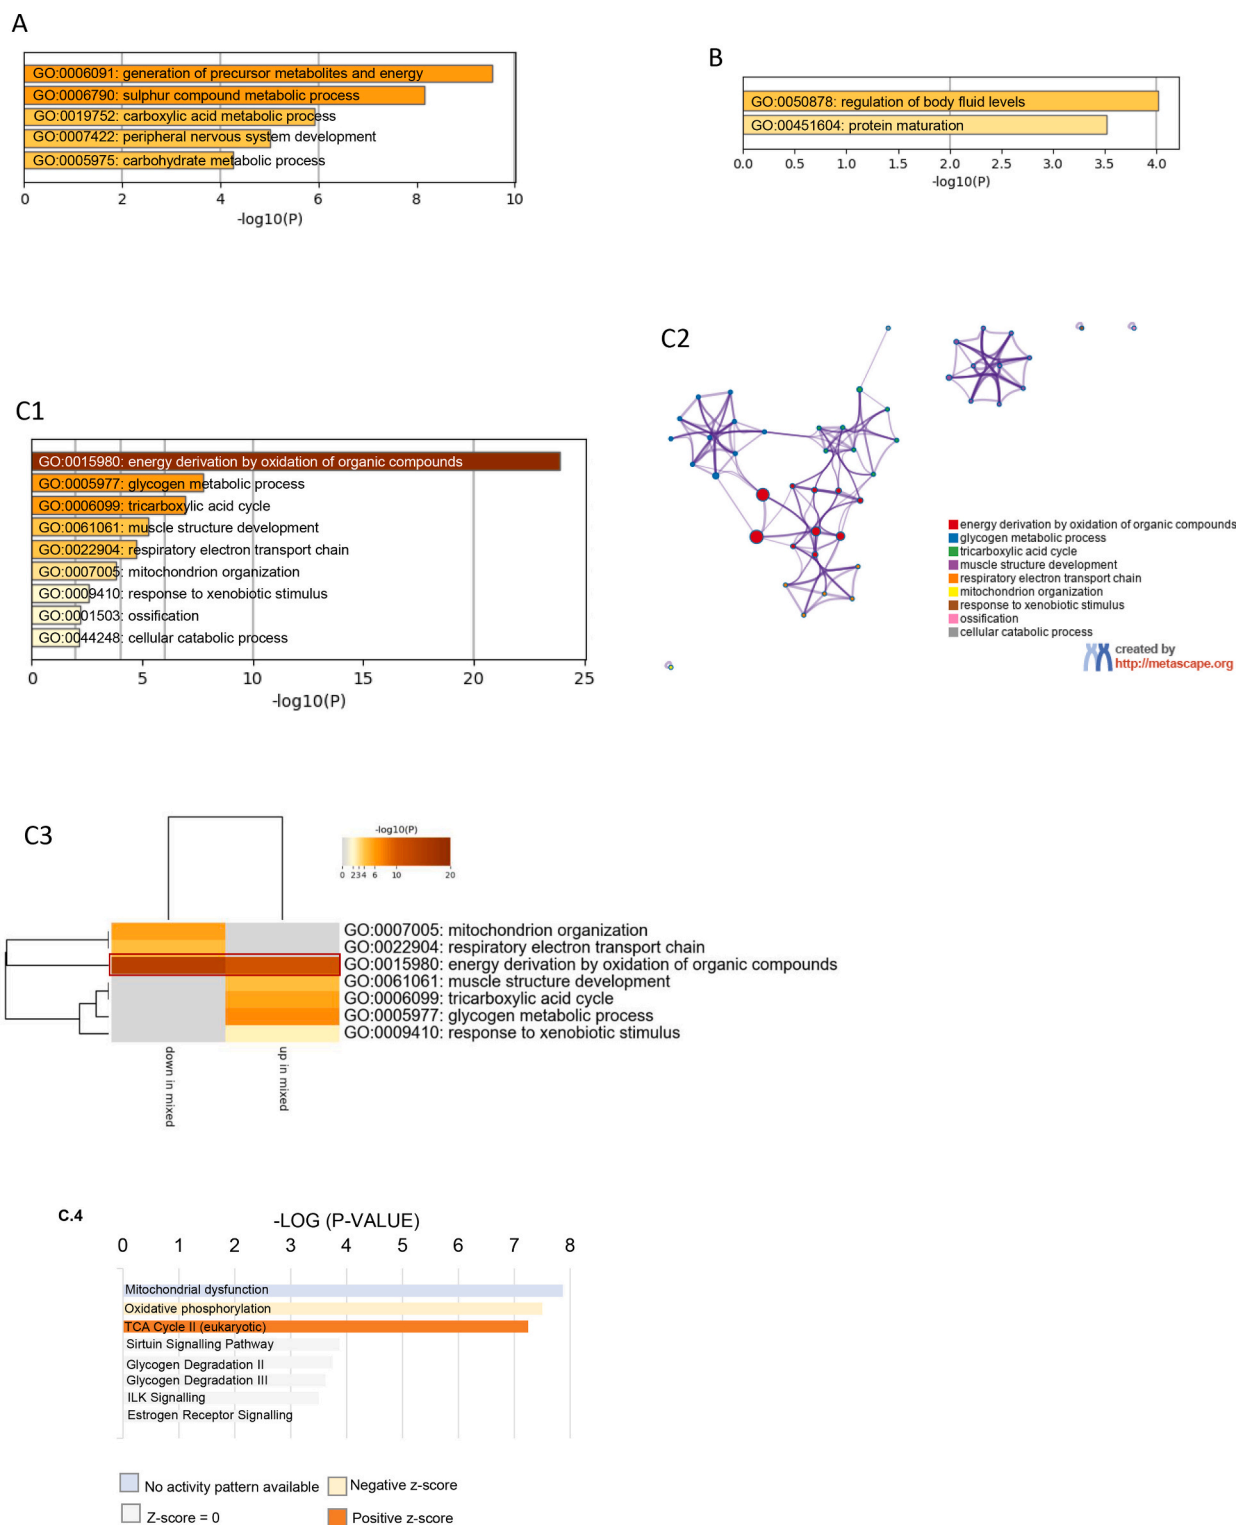 A
GO:0006091: generation of precursor metabolites and energy
GO:0006790: sulphur compound metabolic process
GO:0019752: carboxylic acid metabolic process
GO:0007422: peripheral nervous system development
GO:0005975: carbohydrate metabolic process
0 2 4 6 8 10
-log10(P)
B
GO:0050878: regulation of body fluid levels
GO:00451604: protein maturation
0.0 0.5 1.0 1.5 2.0 2.5 3.0 3.5 4.0
-log10(P)
C1
GO:0015980: energy derivation by oxidation of organic compounds
GO:0005977: glycogen metabolic process
GO:0006099: tricarboxylic acid cycle
GO:0061061: muscle structure development
GO:0022904: respiratory electron transport chain
GO:0007005: mitochondrion organization
GO:0009410: response to xenobiotic stimulus
GO:0001503: ossification
GO:0044248: cellular catabolic process
0 5 10 15 20 25
-log10(P)
C2
energy derivation by oxidation of organic compounds
glycogen metabolic process
tricarboxylic acid cycle
muscle structure development
respiratory electron transport chain
mitochondrion organization
response to xenobiotic stimulus
ossification
cellular catabolic process
created by
http://metascape.org
C3
-log10(P)
0 2 3 4 6 10 20
GO:0007005: mitochondrion organization
GO:0022904: respiratory electron transport chain
GO:0015980: energy derivation by oxidation of organic compounds
GO:0061061: muscle structure development
GO:0006099: tricarboxylic acid cycle
GO:0005977: glycogen metabolic process
GO:0009410: response to xenobiotic stimulus
down in mixed
up in mixed
C.4
-LOG (P-VALUE)
0 1 2 3 4 5 6 7 8
Mitochondrial dysfunction
Oxidative phosphorylation
TCA Cycle II (eukaryotic)
Sirtuin Signalling Pathway
Glycogen Degradation II
Glycogen Degradation III
ILK Signalling
Estrogen Receptor Signalling
No activity pattern available
Negative z-score
Z-score = 0
Positive z-score